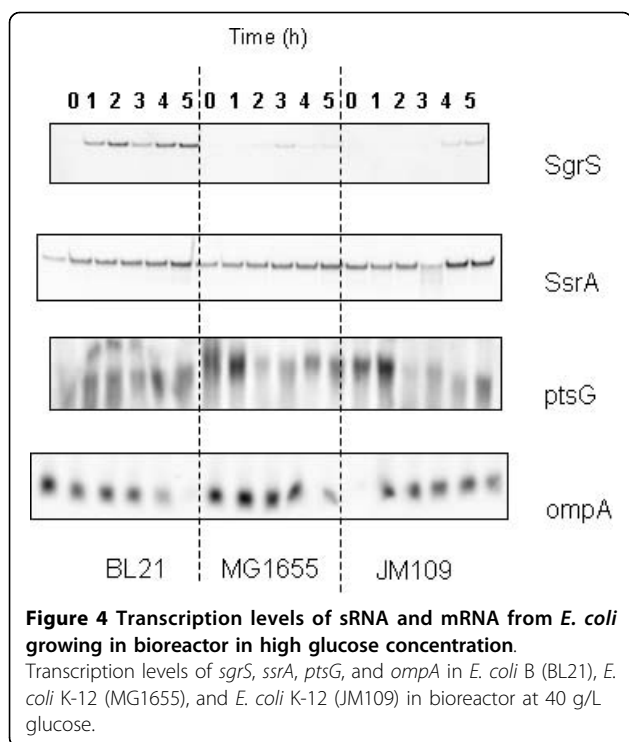 Time (h)
0 1 2 3 4 5 0 1 2 3 4 5 0 1 2 3 4 5
SgrS
SsrA
ptsG
ompA
BL21 MG1655 JM109
Figure 4 Transcription levels of sRNA and mRNA from E. coli
growing in bioreactor in high glucose concentration.
Transcription levels of sgrS, ssrA, ptsG, and ompA in E. coli B (BL21), E.
coli K-12 (MG1655), and E. coli K-12 (JM109) in bioreactor at 40 g/L
glucose.